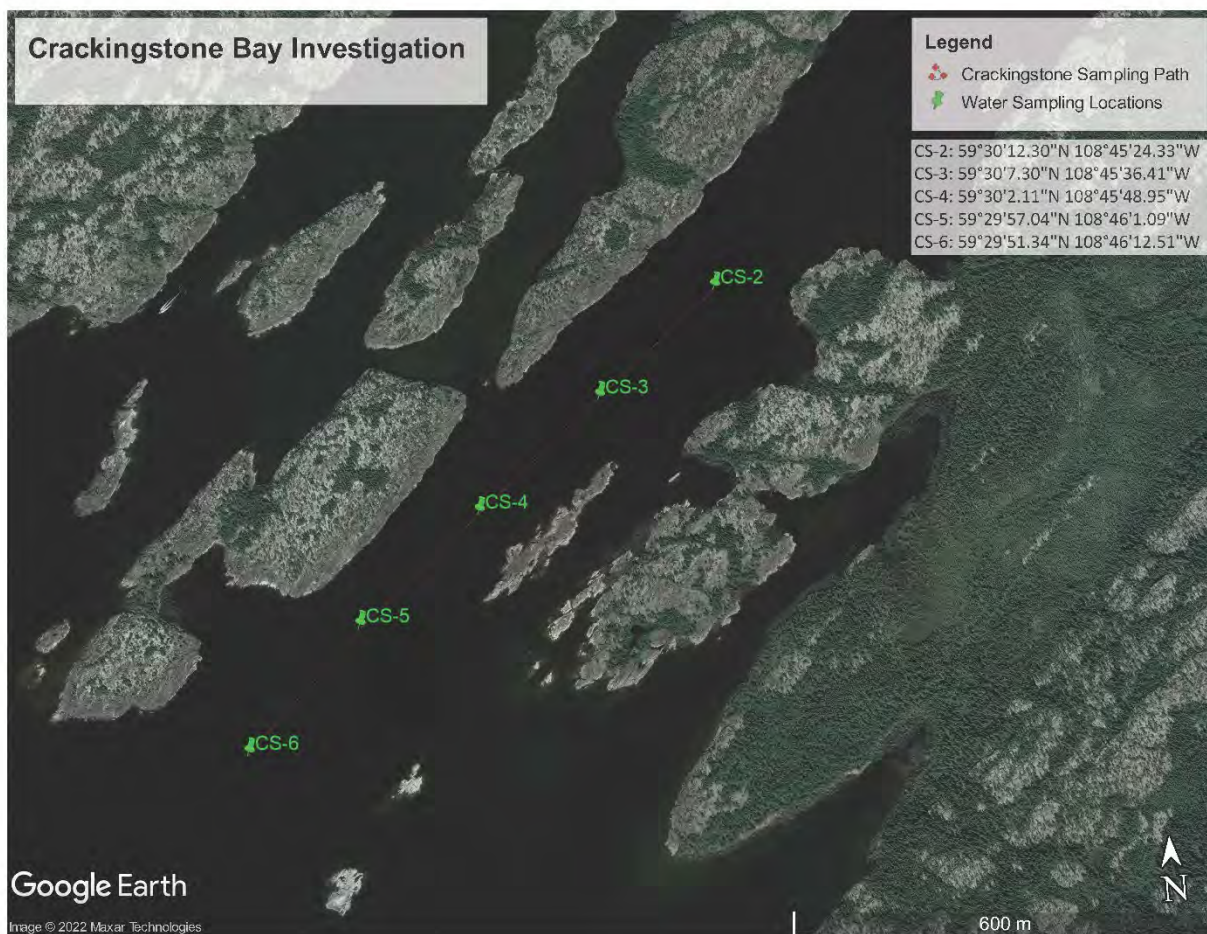 Crackingstone Bay Investigation
Legend
Crackingstone Sampling Path
Water Sampling Locations
CS-2: 59°30'12.30"N 108°45'24.33"W
CS-3: 59°30'7.30"N 108°45'36.41"W
CS-4: 59°30'2.11"N 108°45'48.95"W
CS-5: 59°29'57.04"N 108°46'1.09"W
CS-6: 59°29'51.34"N 108°46'12.51"W
CS-2
CS-3
CS-4
CS-5
CS-6
Google Earth
N
Image © 2022 Maxar Technologies
600 m